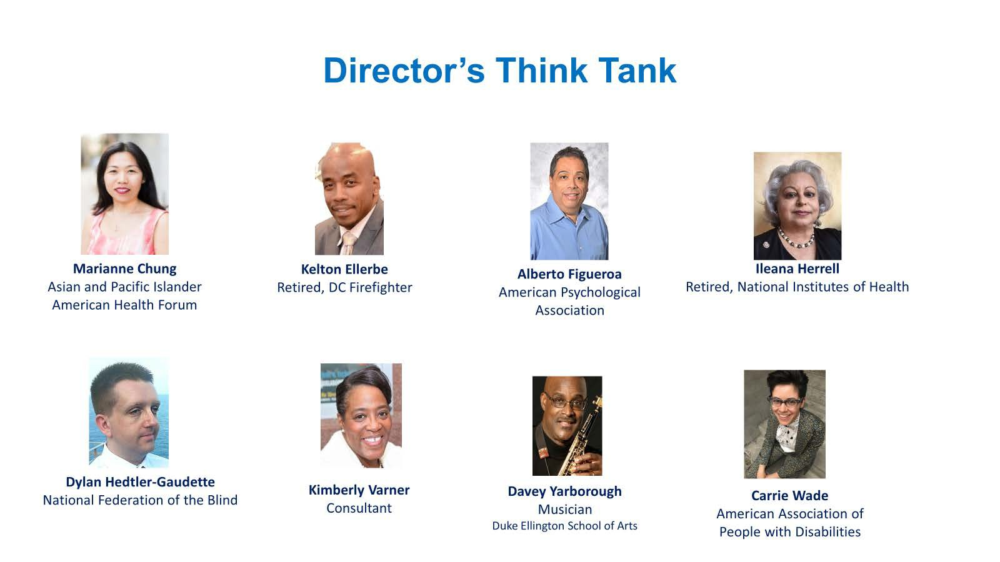 Director’s Think Tank
Marianne Chung
Asian and Pacific Islander
American Health Forum
Kelton Ellerbe
Retired, DC Firefighter
Alberto Figueroa
American Psychological
Association
Ileana Herrell
Retired, National Institutes of Health
Dylan Hedtler-Gaudette
National Federation of the Blind
Kimberly Varner
Consultant
Davey Yarborough
Musician
Duke Ellington School of Arts
Carrie Wade
American Association of
People with Disabilities